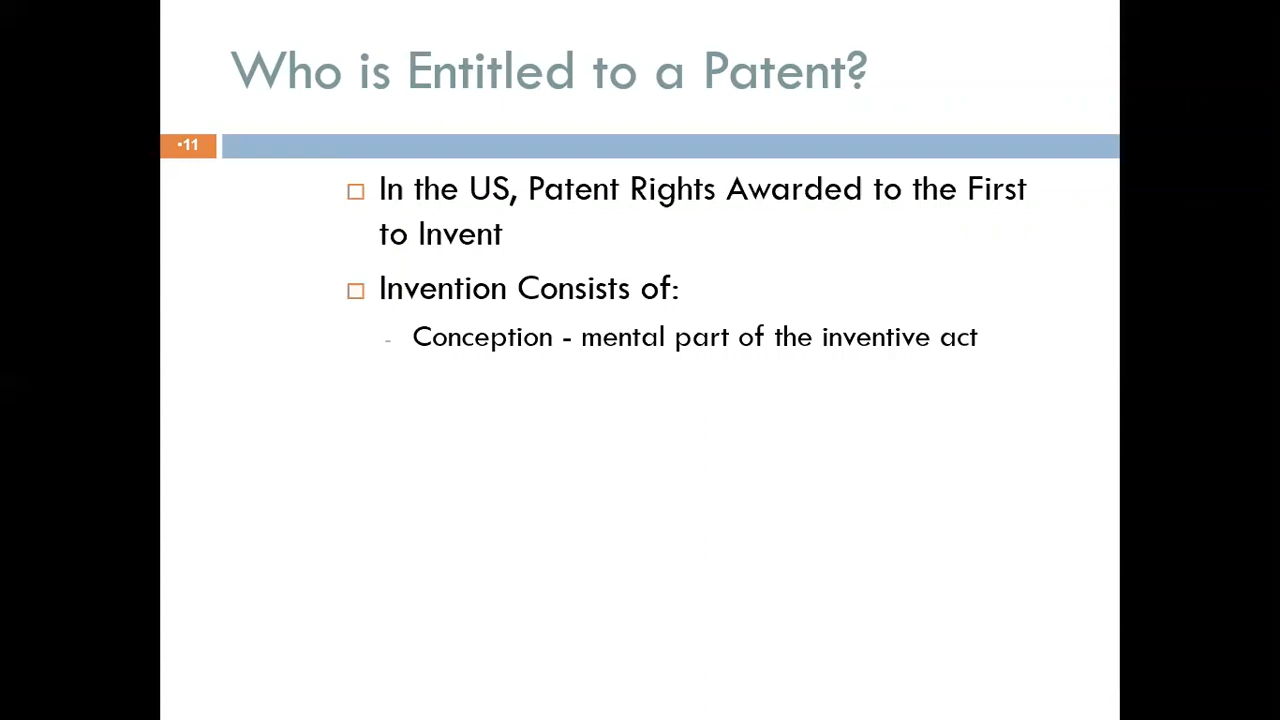 Who is Entitled to a Patent?
•11
In the US, Patent Rights Awarded to the First
to Invent
Invention Consists of:
- Conception - mental part of the inventive act